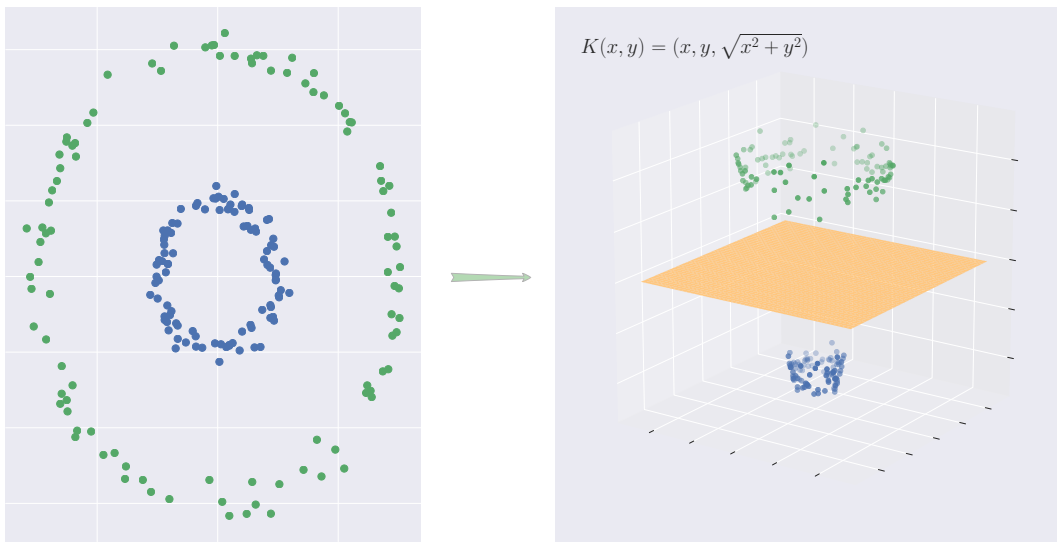 K(x, y) = (x, y, √x² + y²)